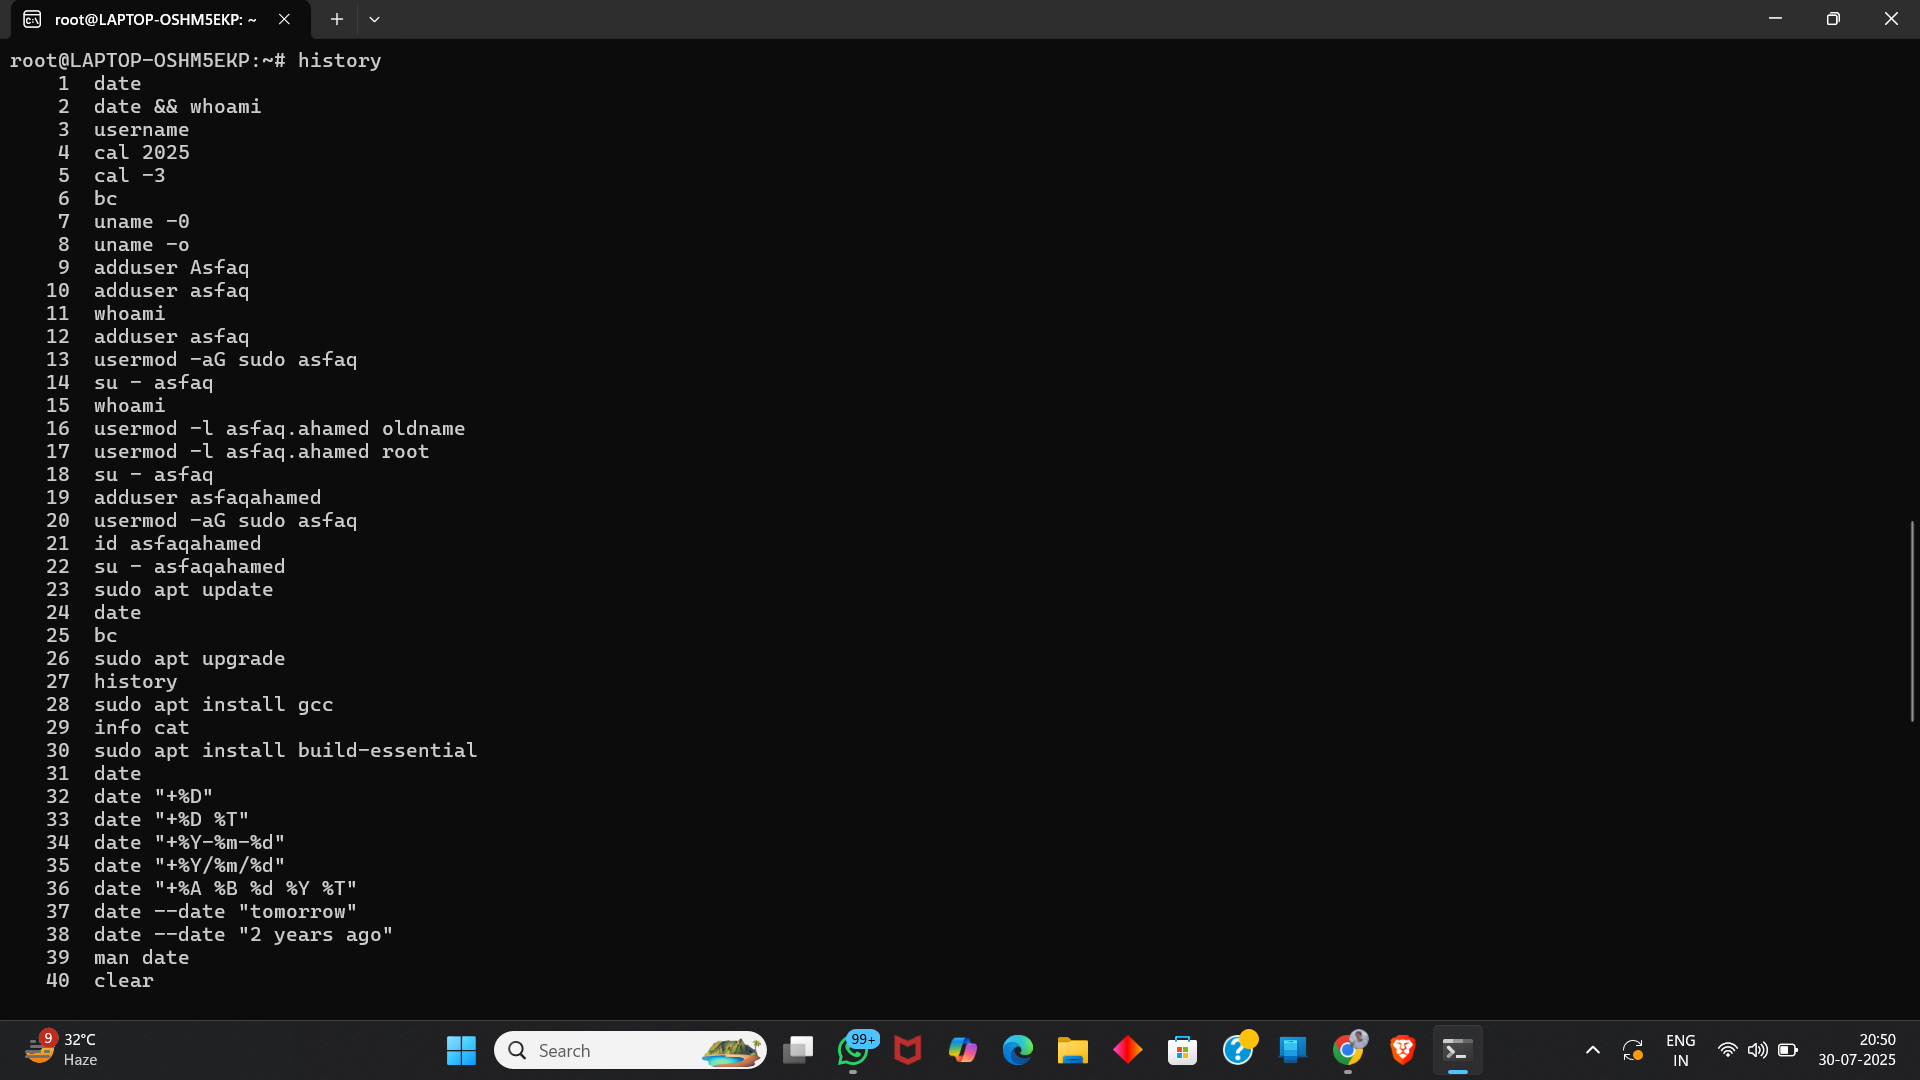 root@LAPTOP-OSHM5EKP: ~
root@LAPTOP-OSHM5EKP:~# history
1 date
2 date && whoami
3 username
4 cal 2025
5 cal -3
6 bc
7 uname -0
8 uname -o
9 adduser Asfaq
10 adduser asfaq
11 whoami
12 adduser asfaq
13 usermod -aG sudo asfaq
14 su - asfaq
15 whoami
16 usermod -l asfaq.ahamed oldname
17 usermod -l asfaq.ahamed root
18 su - asfaq
19 adduser asfaqahamed
20 usermod -aG sudo asfaq
21 id asfaqahamed
22 su - asfaqahamed
23 sudo apt update
24 date
25 bc
26 sudo apt upgrade
27 history
28 sudo apt install gcc
29 info cat
30 sudo apt install build-essential
31 date
32 date "+%D"
33 date "+%D %T"
34 date "+%Y-%m-%d"
35 date "+%Y/%m/%d"
36 date "+%A %B %d %Y %T"
37 date --date "tomorrow"
38 date --date "2 years ago"
39 man date
40 clear
9
32°C
Haze
Search
99+
ENG
IN
20:50
30-07-2025